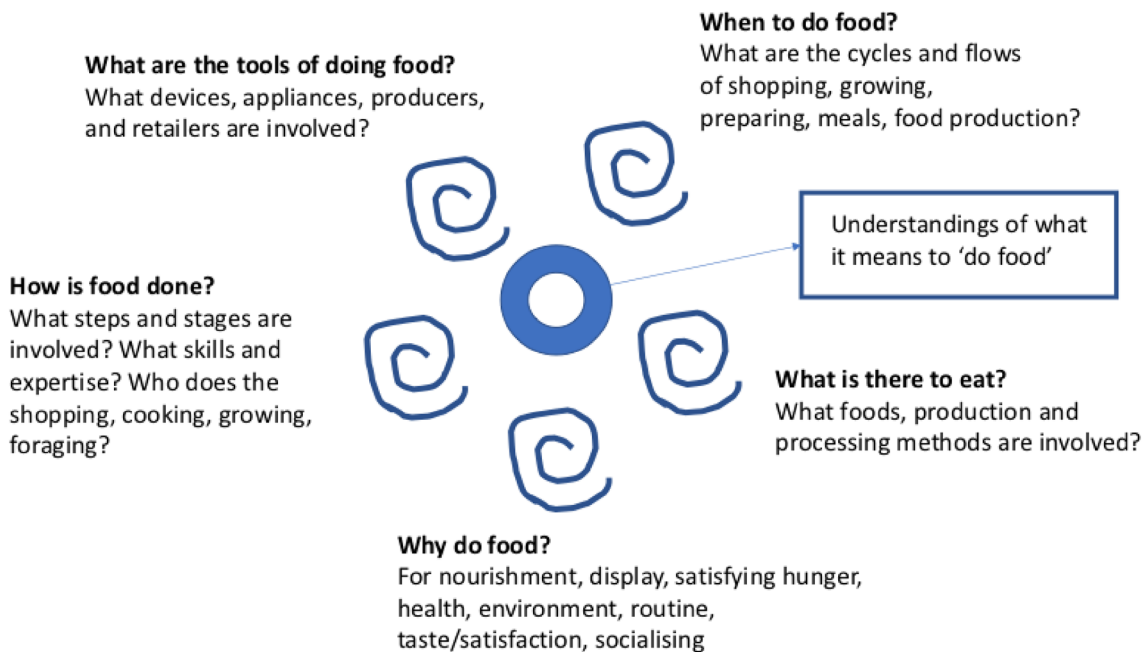 What are the tools of doing food?
What devices, appliances, producers,
and retailers are involved?
When to do food?
What are the cycles and flows
of shopping, growing,
preparing, meals, food production?
Understandings of what
it means to ‘do food’
How is food done?
What steps and stages are
involved? What skills and
expertise? Who does the
shopping, cooking, growing,
foraging?
What is there to eat?
What foods, production and
processing methods are involved?
Why do food?
For nourishment, display, satisfying hunger,
health, environment, routine,
taste/satisfaction, socialising